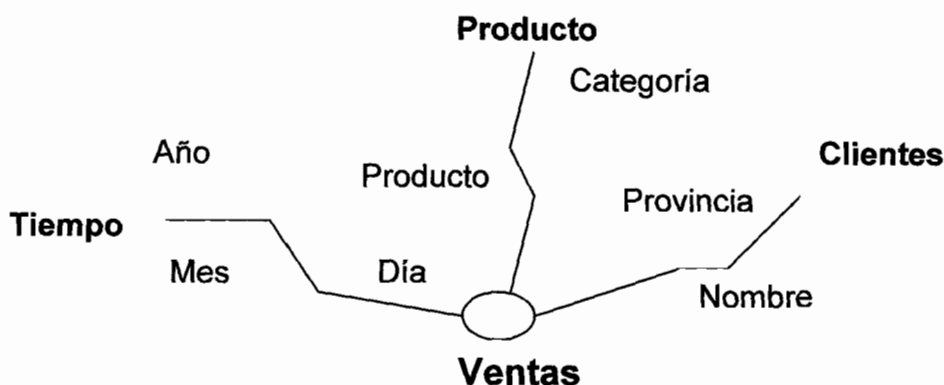 Producto
Categoría
Año
Clientes
Producto
Provincia
Tiempo
Mes
Día
Nombre
Ventas